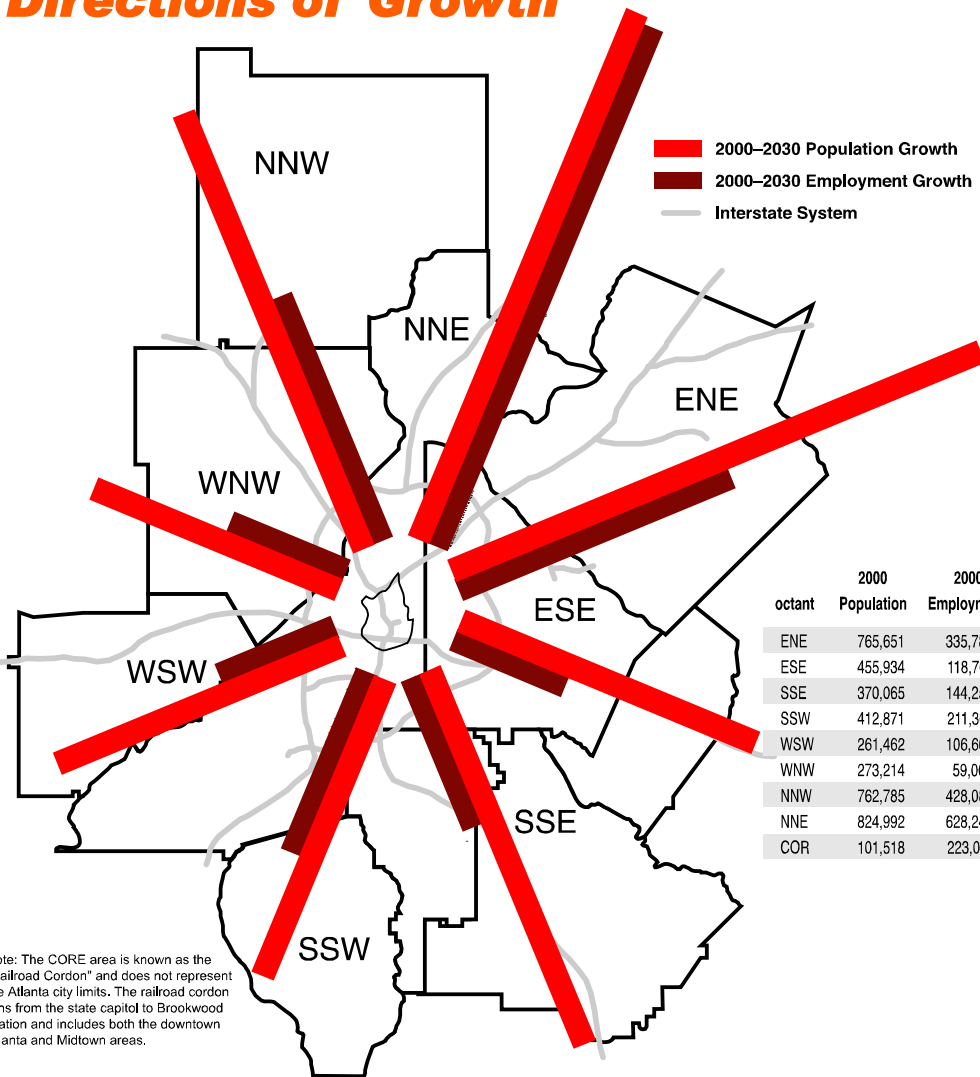 Directions of Growth
NNW
2000–2030 Population Growth
2000–2030 Employment Growth
Interstate System
NNE
ENE
WNW
ESE
WSW
SSE
SSW
2000 2000
octant Population Employm
ENE 765,651 335,7
ESE 455,934 118,7
SSE 370,065 144,2
SSW 412,871 211,3
WSW 261,462 106,6
WNW 273,214 59,0
NNW 762,785 428,0
NNE 824,992 628,2
COR 101,518 223,0
ote: The CORE area is known as the
ailroad Cordon" and does not represent
e Atlanta city limits. The railroad cordon
ns from the state capitol to Brookwood
ation and includes both the downtown
anta and Midtown areas.